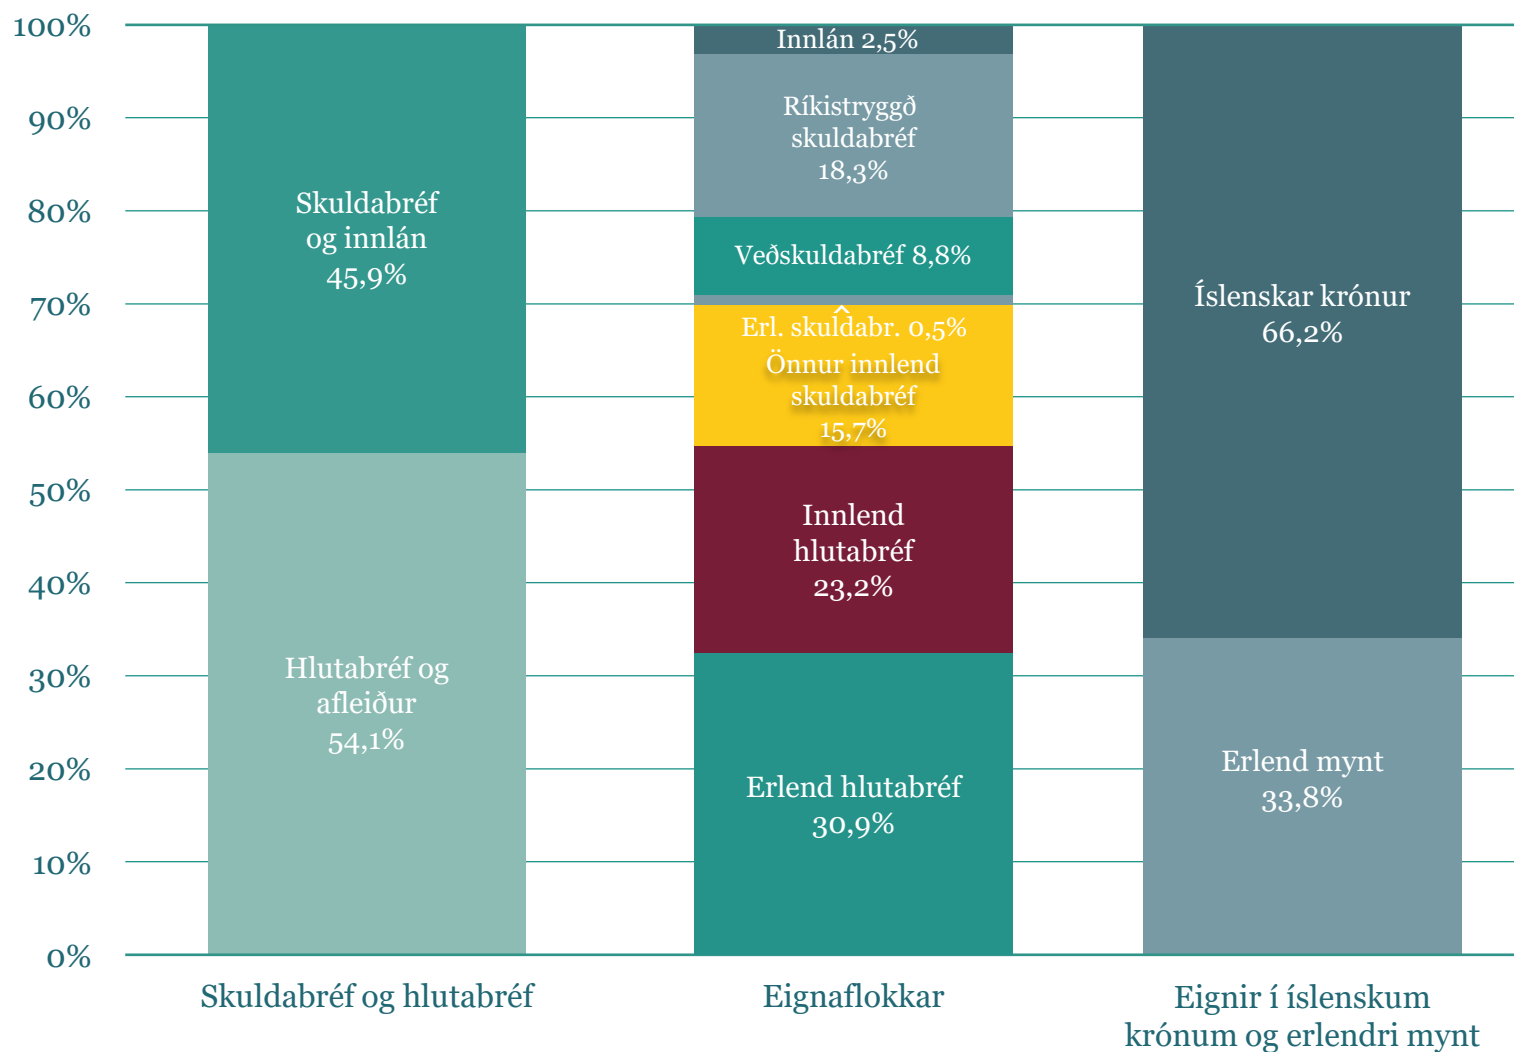 100%
90%
80%
70%
60%
50%
40%
30%
20%
10%
0%
Skuldabréf
og innlán
45,9%
Hlutabréf og
afleiður
54,1%
Innlán 2,5%
Ríkistryggð
skuldabréf
18,3%
Veðskuldabréf 8,8%
Erl. skuldabr. 0,5%
Önnur innlend
skuldabréf
15,7%
Innlend
hlutabréf
23,2%
Erlend hlutabréf
30,9%
Íslenskar krónur
66,2%
Erlend mynt
33,8%
Skuldabréf og hlutabréf
Eignaflokkar
Eignir í íslenskum
krónum og erlendri mynt